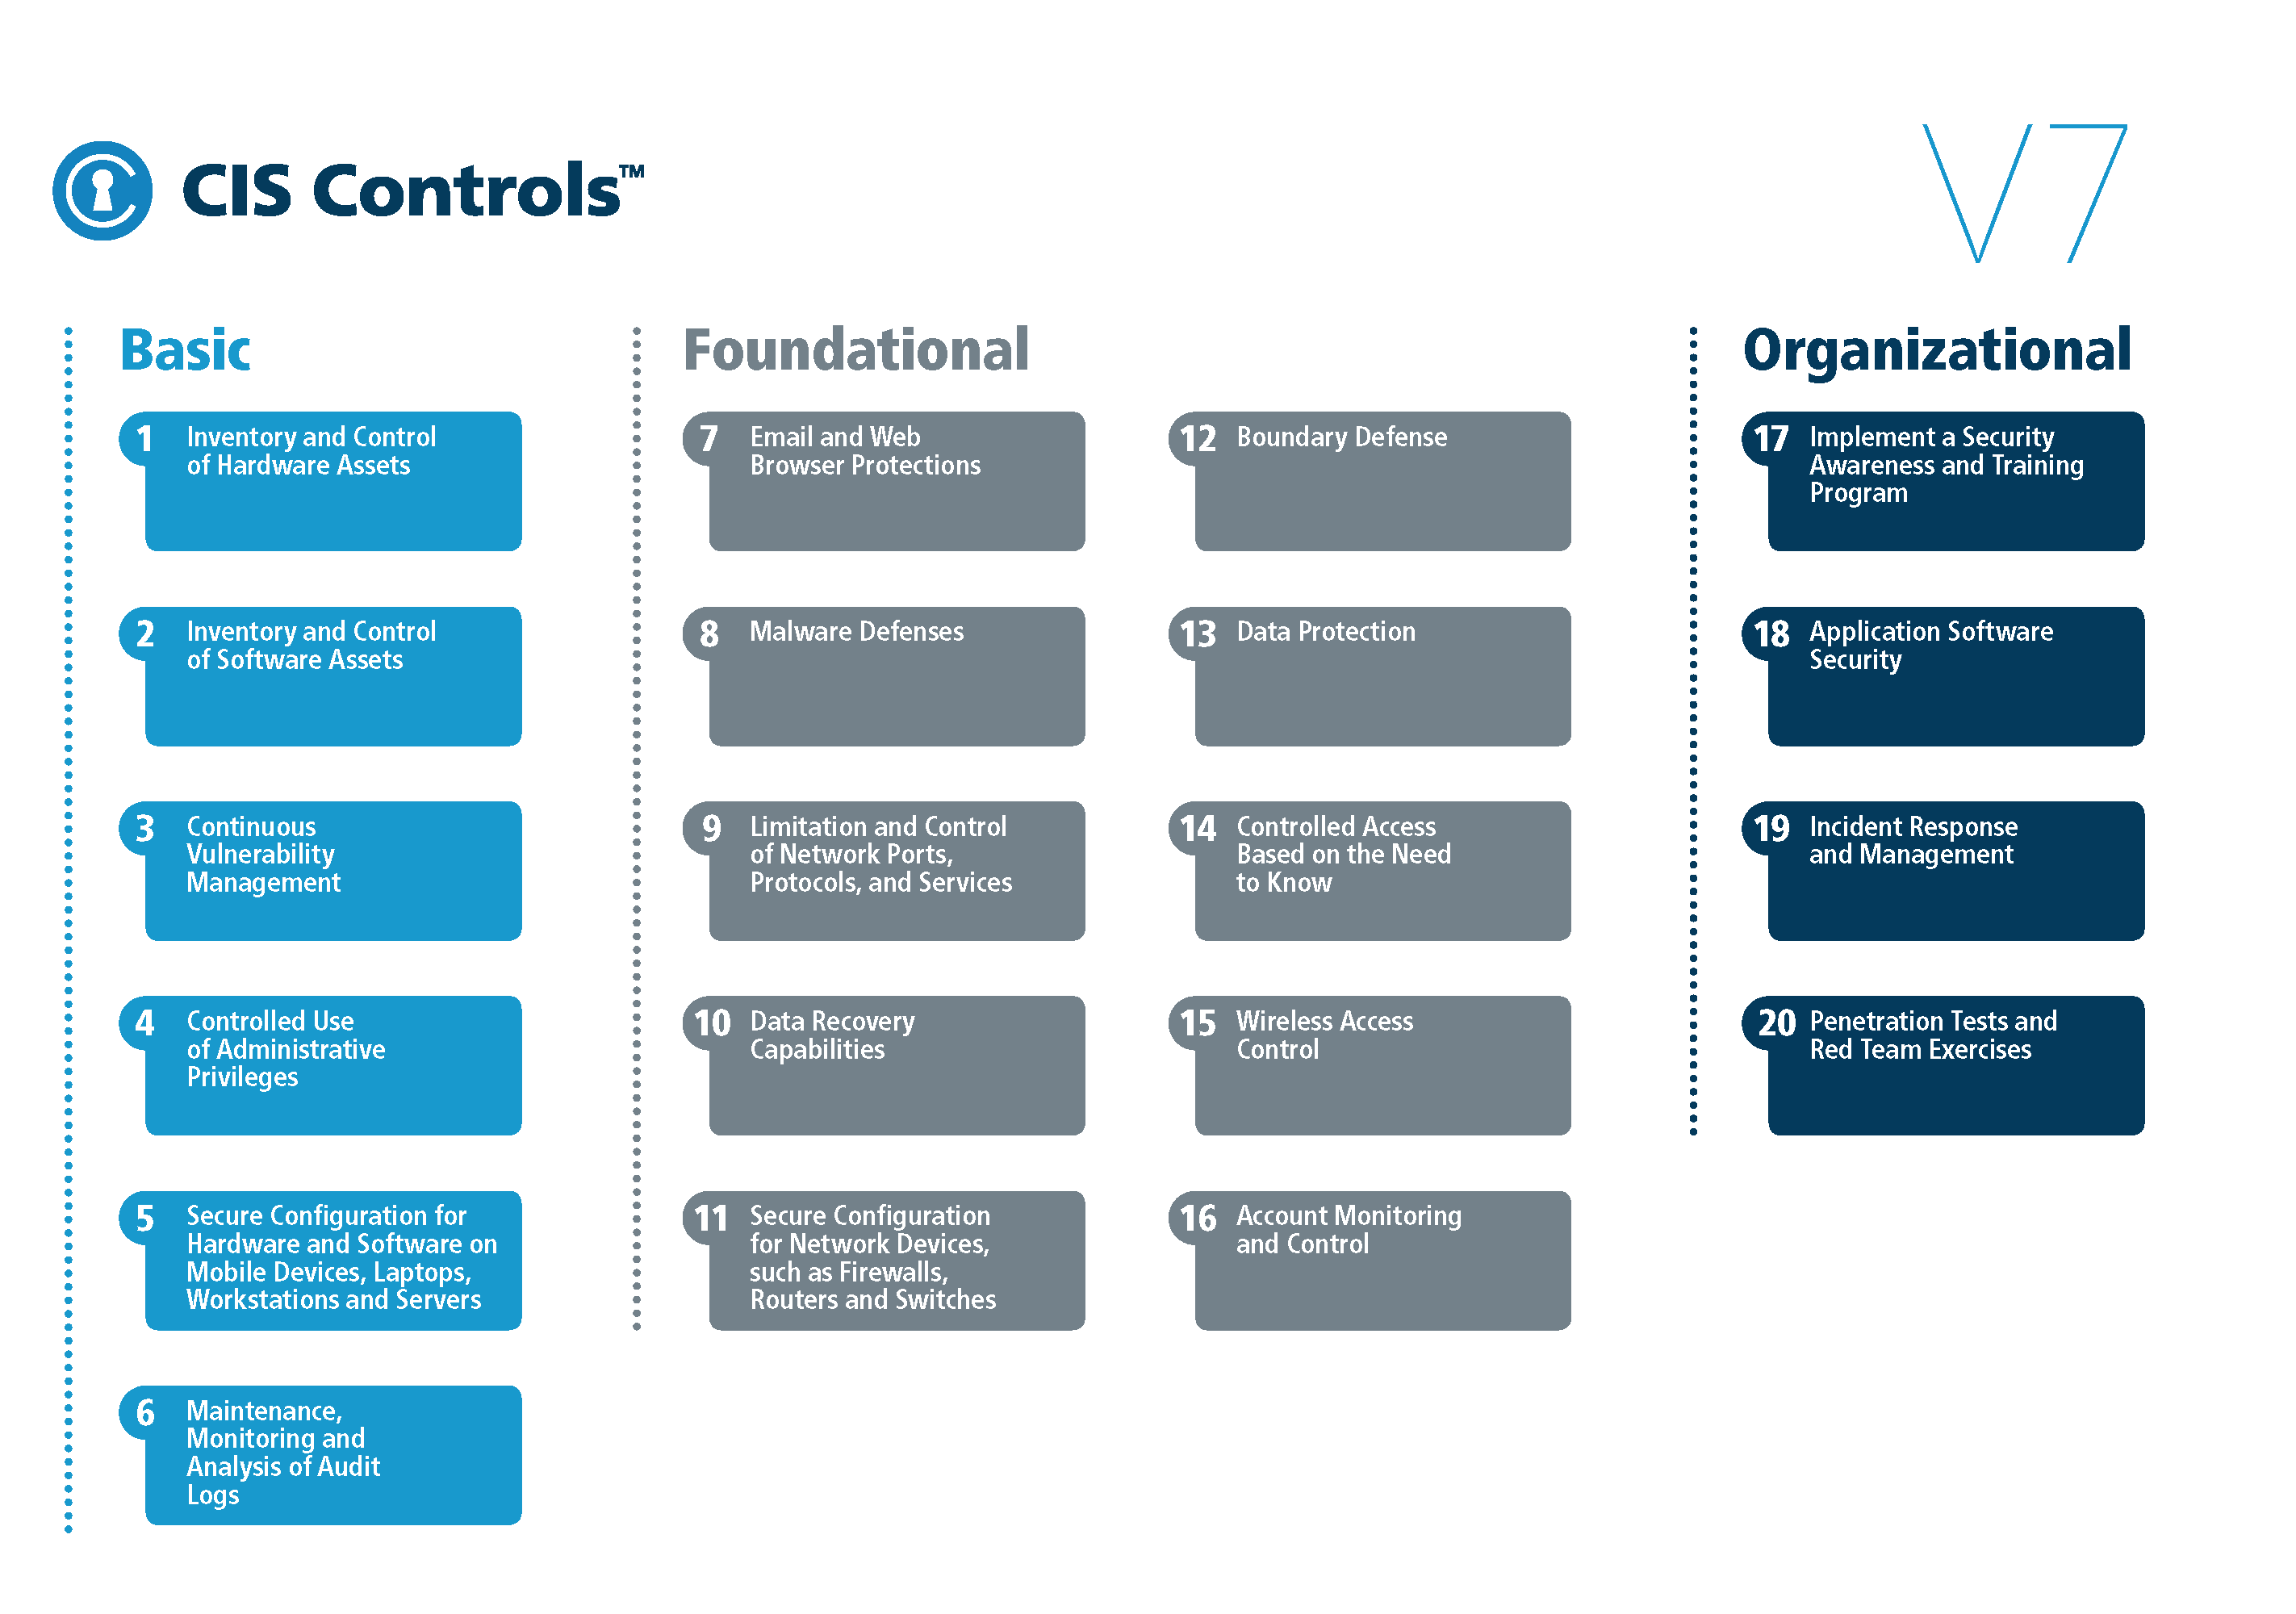 CIS Controls™
V7
Basic
1 Inventory and Control
of Hardware Assets
2 Inventory and Control
of Software Assets
3 Continuous
Vulnerability
Management
4 Controlled Use
of Administrative
Privileges
5 Secure Configuration for
Hardware and Software on
Mobile Devices, Laptops,
Workstations and Servers
6 Maintenance,
Monitoring and
Analysis of Audit
Logs
Foundational
7 Email and Web
Browser Protections
8 Malware Defenses
9 Limitation and Control
of Network Ports,
Protocols, and Services
10 Data Recovery
Capabilities
11 Secure Configuration
for Network Devices,
such as Firewalls,
Routers and Switches
12 Boundary Defense
13 Data Protection
14 Controlled Access
Based on the Need
to Know
15 Wireless Access
Control
16 Account Monitoring
and Control
Organizational
17 Implement a Security
Awareness and Training
Program
18 Application Software
Security
19 Incident Response
and Management
20 Penetration Tests and
Red Team Exercises